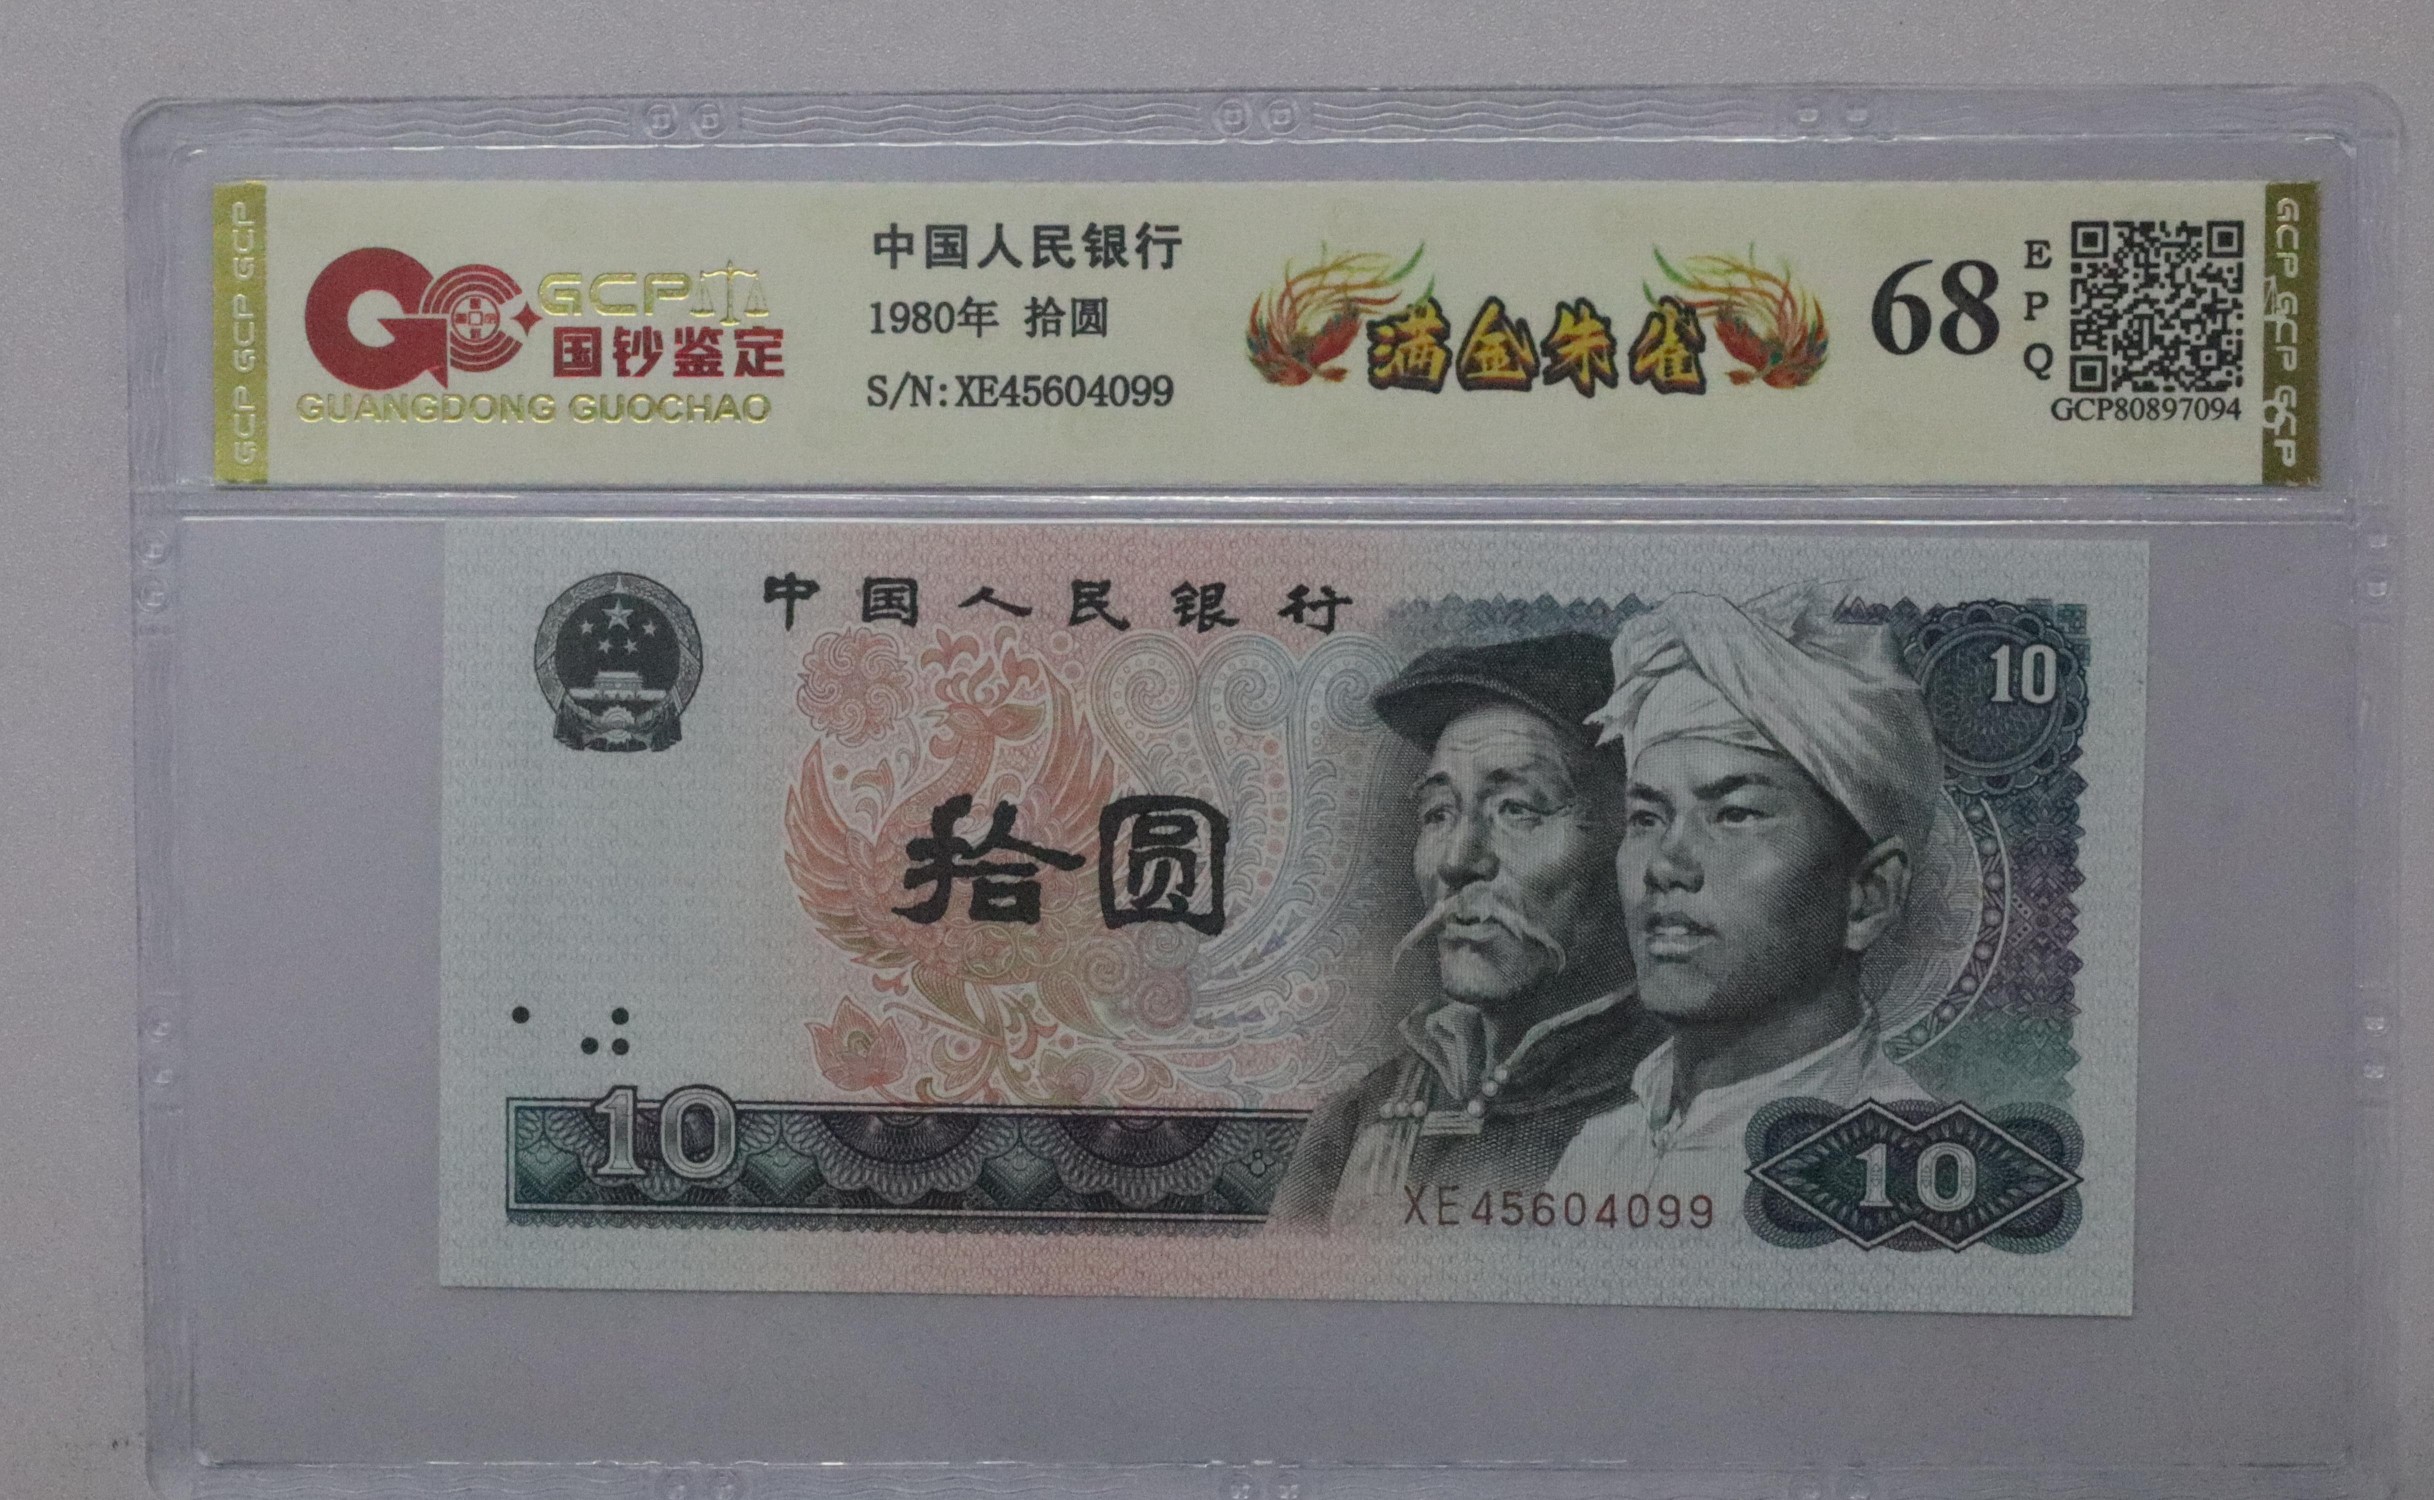 GCP GCP GCP
GCP
国钞鉴定
GUANGDONG GUOCHAO
中国人民银行
1980年 拾圆
S/N:XE45604099
满金朱雀
68
EPQ
GCP80897094
GCP GCP GCP
中国人民银行
10
拾圆
10
XE45604099
10